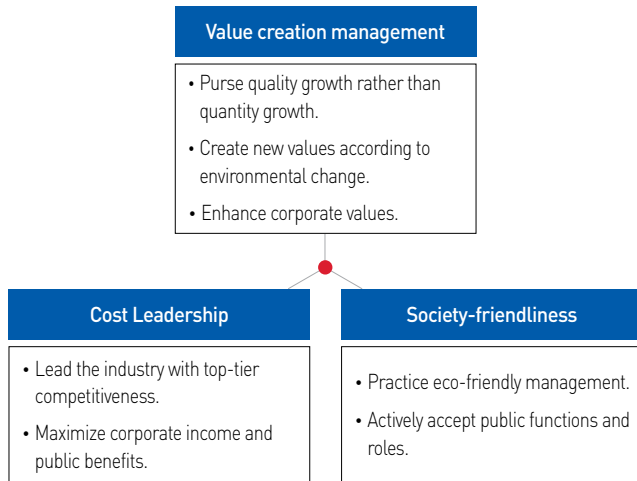 Value creation management
• Purse quality growth rather than
quantity growth.
• Create new values according to
environmental change.
• Enhance corporate values.
Cost Leadership
• Lead the industry with top-tier
competitiveness.
• Maximize corporate income and
public benefits.
Society-friendliness
• Practice eco-friendly management.
• Actively accept public functions and
roles.